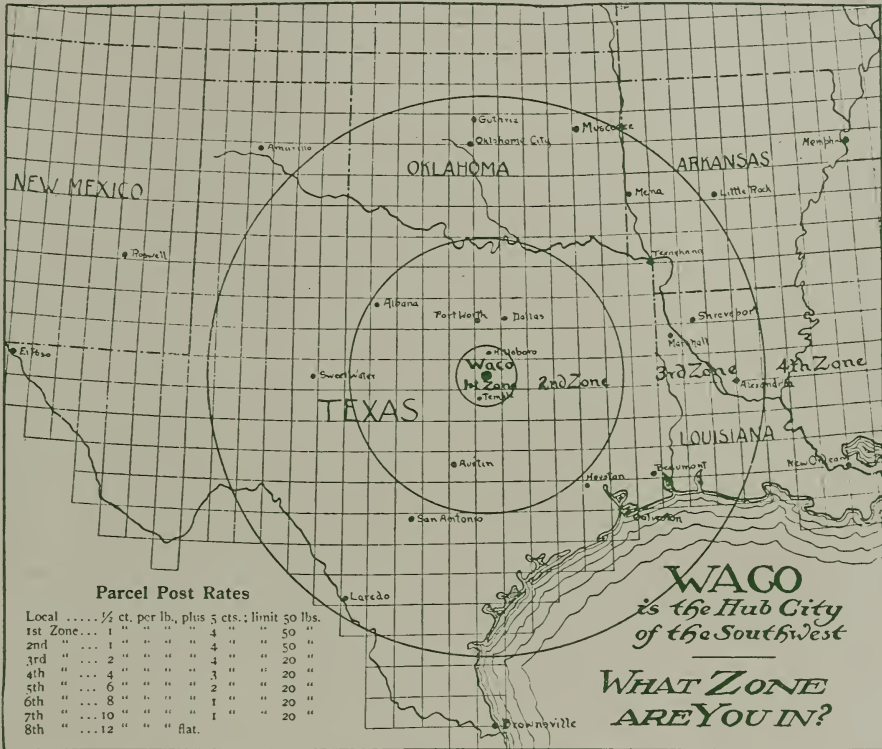 Guthrie
Muscogee
Oklahoma City
Amarillo
OKLAHOMA
ARKANSAS
Memphis
NEW MEXICO
Mena
Little Rock
Roswell
Texarkana
Albana
Fort Worth
Dallas
Shreveport
Marshall
Hillsboro
El Paso
Waco
1st Zone
2nd Zone
3rd Zone
4th Zone
Sweetwater
Temple
Alexandria
TEXAS
LOUISIANA
Austin
Beaumont
New Orleans
Houston
San Antonio
Galveston
Laredo
Brownsville
Parcel Post Rates
Local ..... ½ ct. per lb., plus 5 cts.; limit 50 lbs.
1st Zone... 1 " " " " 4 " " 50 "
2nd " ... 1 " " " " 4 " " 50 "
3rd " ... 2 " " " " 4 " " 20 "
4th " ... 4 " " " " 3 " " 20 "
5th " ... 6 " " " " 2 " " 20 "
6th " ... 8 " " " " 1 " " 20 "
7th " ... 10 " " " " 1 " " 20 "
8th " ... 12 " " " flat.
WACO
is the Hub City
of the Southwest
WHAT ZONE
ARE YOU IN?